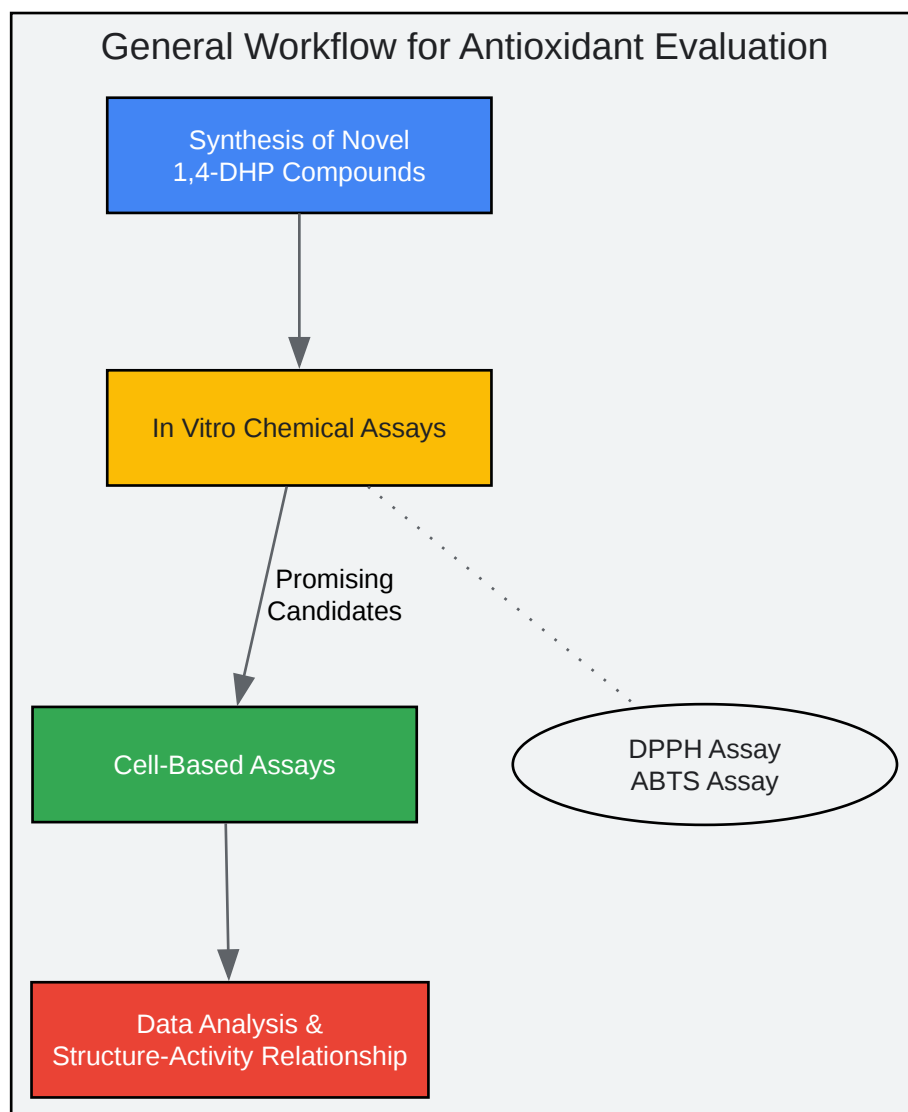 General Workflow for Antioxidant Evaluation
Synthesis of Novel
1,4-DHP Compounds
In Vitro Chemical Assays
Promising
Candidates
Cell-Based Assays
DPPH Assay
ABTS Assay
Data Analysis &
Structure-Activity Relationship